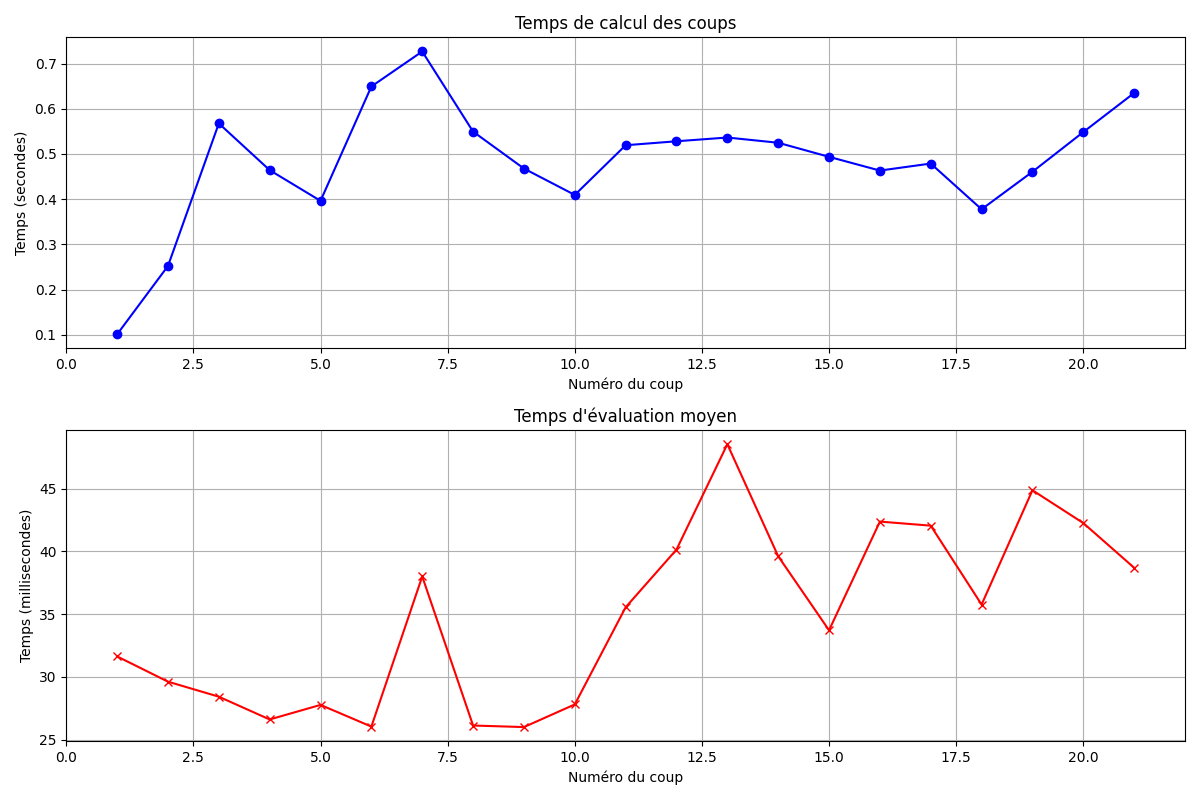 Temps de calcul des coups
Temps (secondes)
0.7
0.6
0.5
0.4
0.3
0.2
0.1
0.0 2.5 5.0 7.5 10.0 12.5 15.0 17.5 20.0
Numéro du coup
Temps d'évaluation moyen
Temps (millisecondes)
45
40
35
30
25
0.0 2.5 5.0 7.5 10.0 12.5 15.0 17.5 20.0
Numéro du coup